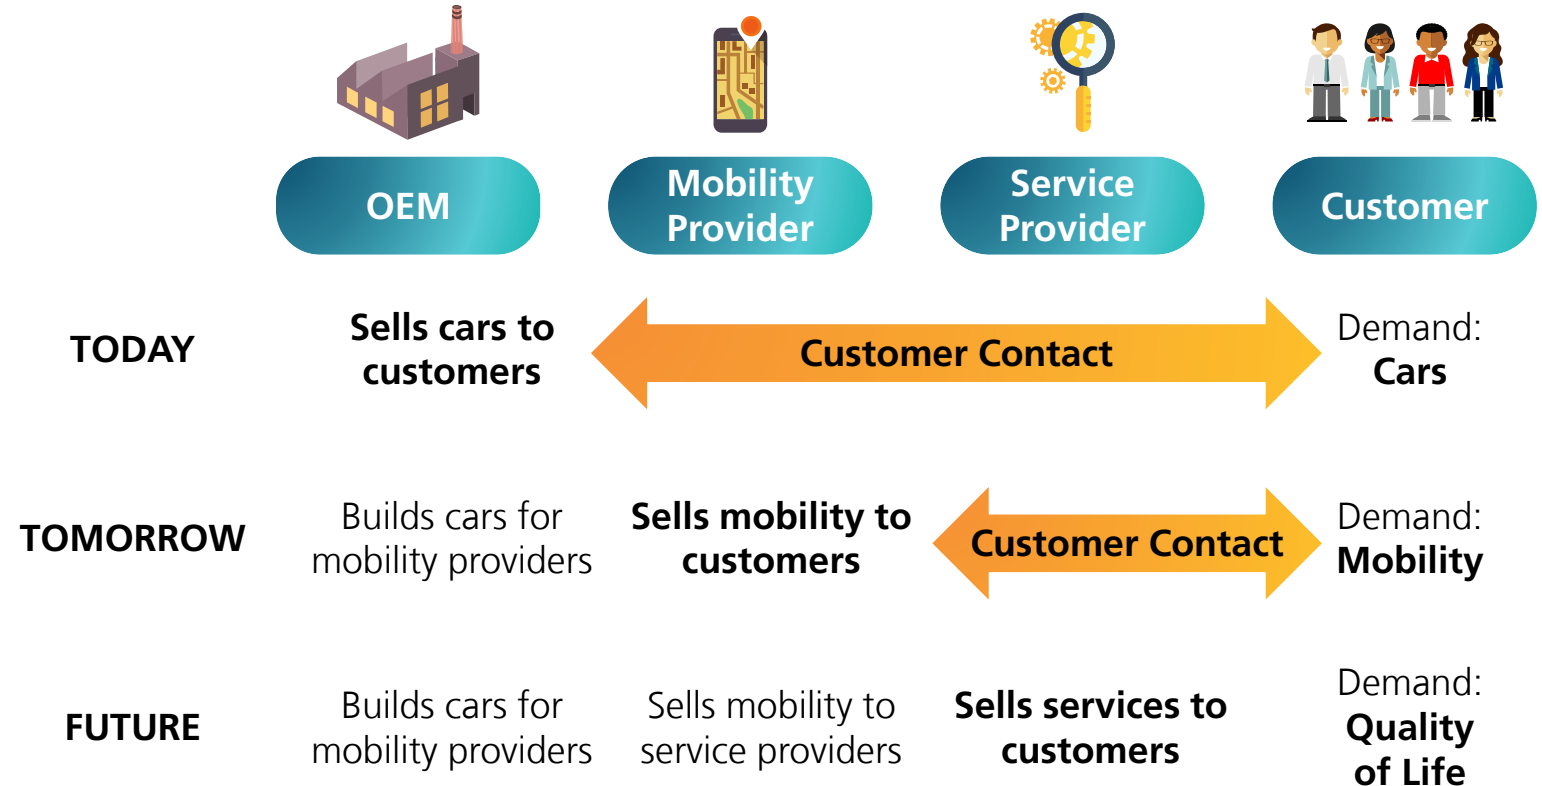 OEM
Mobility
Provider
Service
Provider
Customer
TODAY
Sells cars to
customers
Customer Contact
Demand:
Cars
TOMORROW
Builds cars for
mobility providers
Sells mobility to
customers
Customer Contact
Demand:
Mobility
FUTURE
Builds cars for
mobility providers
Sells mobility to
service providers
Sells services to
customers
Demand:
Quality
of Life